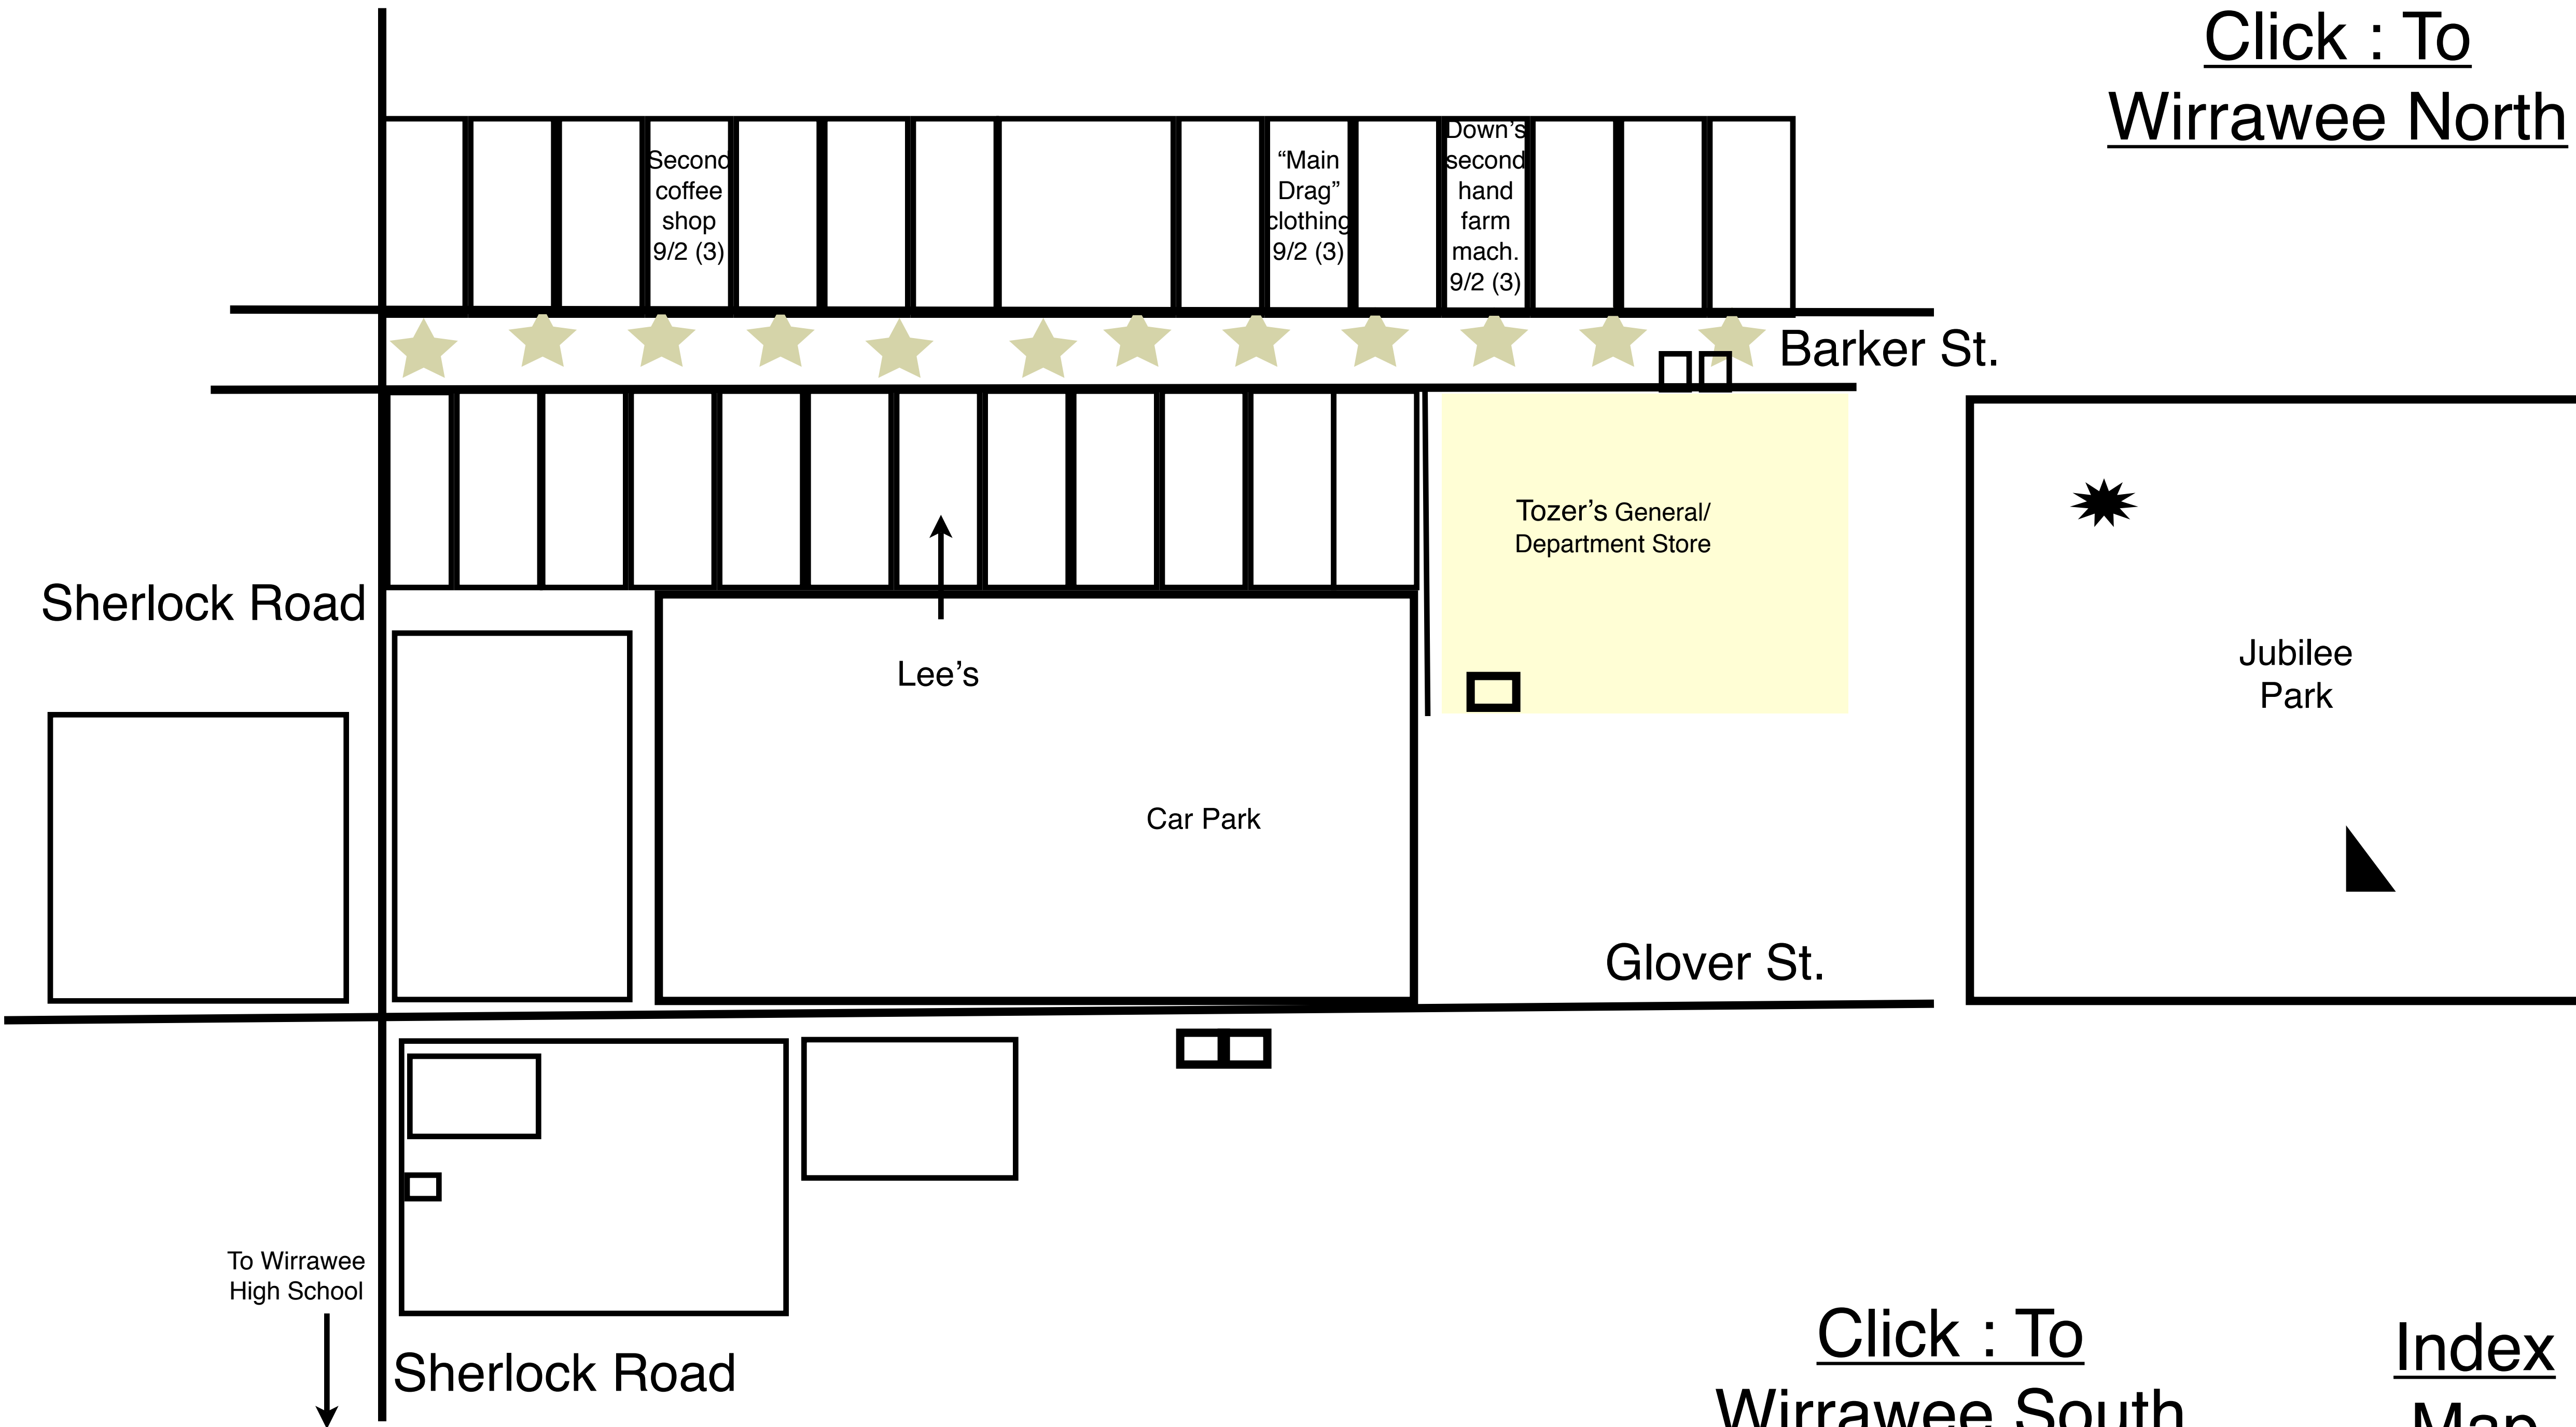 Click : To
Wirrawee North
Second
coffee
shop
9/2 (3)
“Main
Drag”
clothing
9/2 (3)
Down’s
second
hand
farm
mach.
9/2 (3)
Barker St.
Tozer’s General/
Department Store
Sherlock Road
Lee’s
Jubilee
Park
Car Park
Glover St.
To Wirrawee
High School
Sherlock Road
Click : To
Wirrawee South
Index
Map